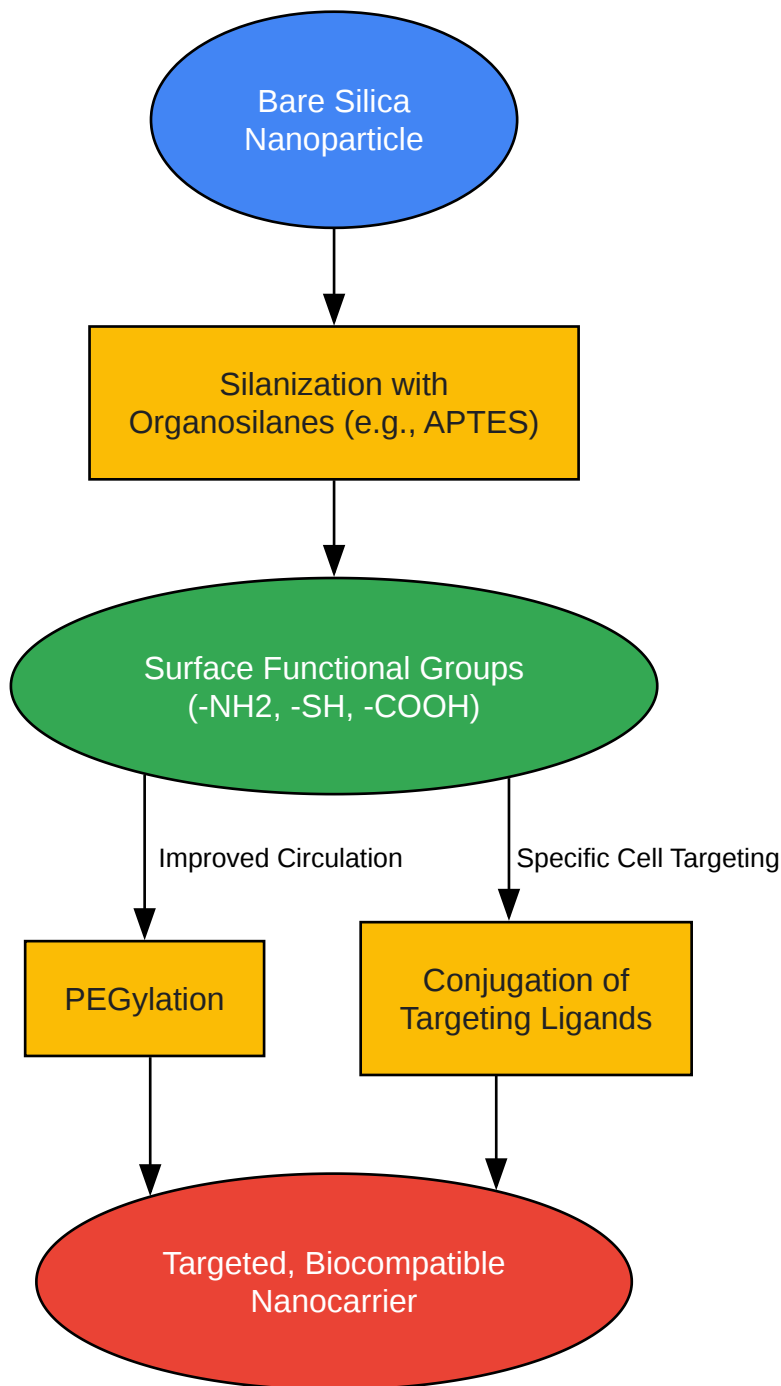 Bare Silica
Nanoparticle
Silanization with
Organosilanes (e.g., APTES)
Surface Functional Groups
(-NH2, -SH, -COOH)
Improved Circulation
Specific Cell Targeting
PEGylation
Conjugation of
Targeting Ligands
Targeted, Biocompatible
Nanocarrier